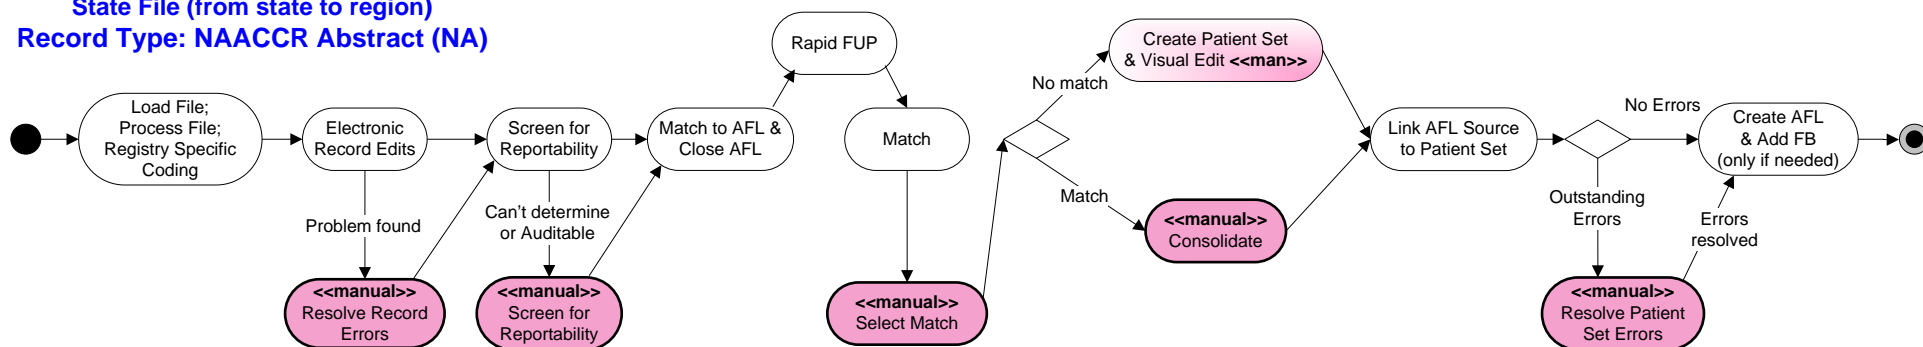 State File (from state to region)
Record Type: NAACCR Abstract (NA)
Load File;
Process File;
Registry Specific
Coding
Electronic
Record Edits
Problem found
<<manual>>
Resolve Record
Errors
Screen for
Reportability
Can't determine
or Auditable
<<manual>>
Screen for
Reportability
Match to AFL &
Close AFL
Rapid FUP
Match
<<manual>>
Select Match
No match
Create Patient Set
& Visual Edit <<man>>
Match
<<manual>>
Consolidate
Link AFL Source
to Patient Set
No Errors
Outstanding
Errors
<<manual>>
Resolve Patient
Set Errors
Errors
resolved
Create AFL
& Add FB
(only if needed)